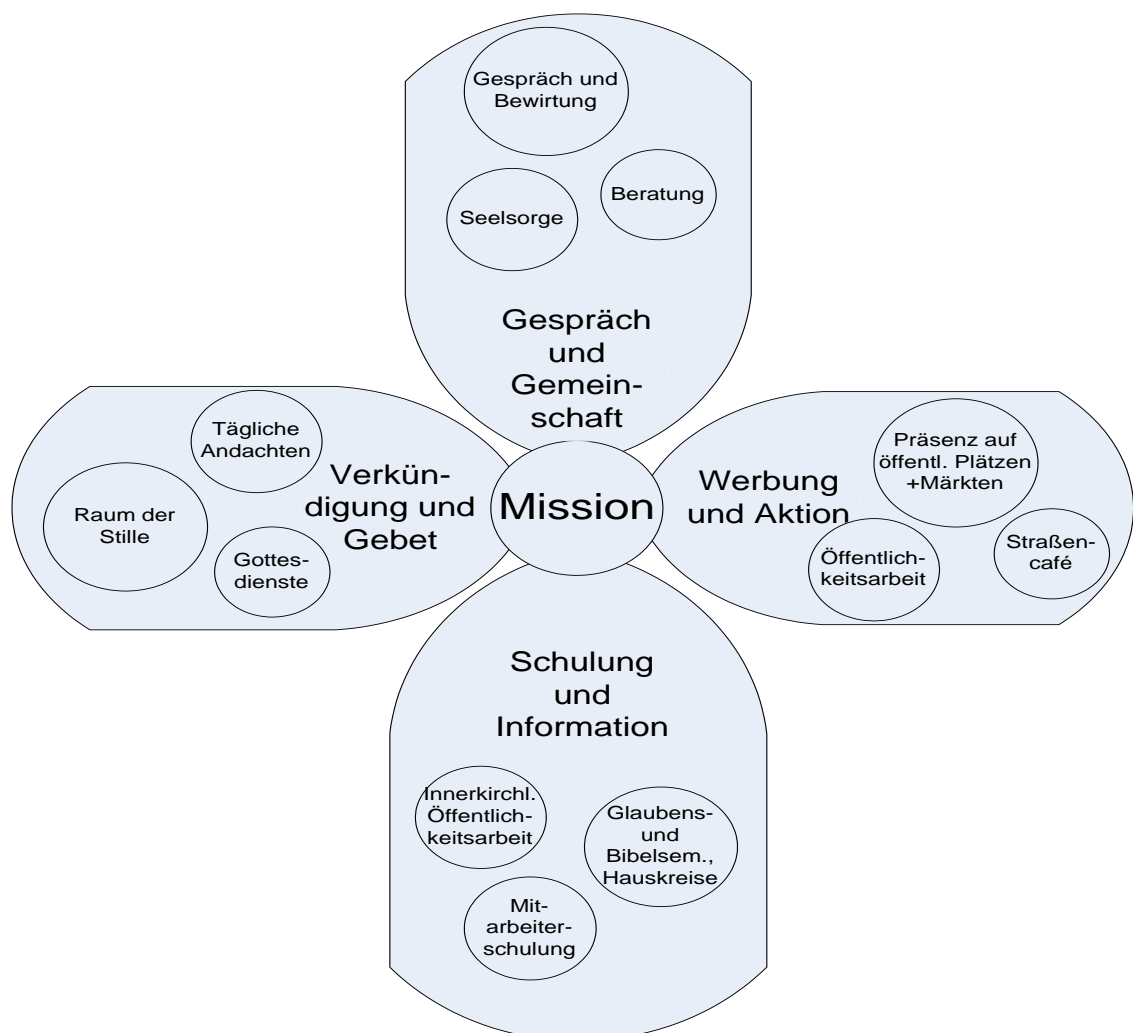 Gespräch und
Bewirtung
Beratung
Seelsorge
Gespräch
und
Gemein-
schaft
Tägliche
Andachten
Raum der
Stille
Gottes-
dienste
Verkün-
digung und
Gebet
Mission
Werbung
und Aktion
Präsenz auf
öffentl. Plätzen
+Märkten
Öffentlich-
keitsarbeit
Straßen-
café
Schulung
und
Information
Innerkirchl.
Öffentlich-
keitsarbeit
Glaubens-
und
Bibelsem.,
Hauskreise
Mit-
arbeiter-
schulung